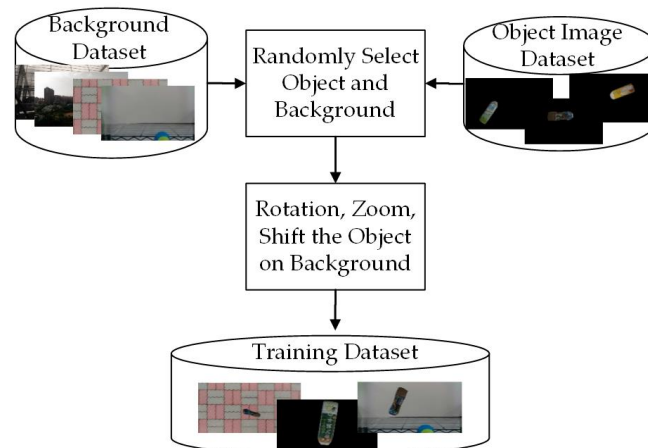 Background
Dataset
Randomly Select
Object and
Background
Object Image
Dataset
Rotation, Zoom,
Shift the Object
on Background
Training Dataset